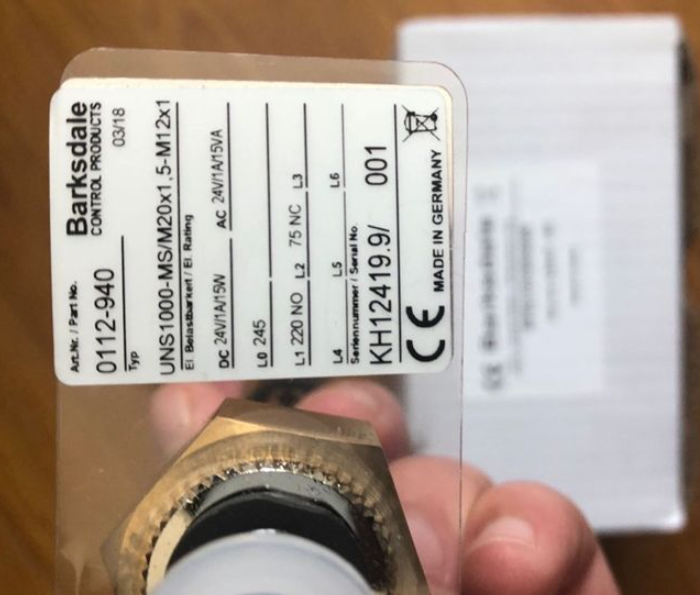 Art.Nr. / Part No.
Barksdale
CONTROL PRODUCTS
0112-940
03/18
Typ
UNS1000-MS/M20x1,5-M12x1
El. Belastbarkeit / El. Rating
DC 24V/1A/15W AC 24V/1A/15VA
L0 245
L1 220 NO L2 75 NC L3
L4 L5 L6
Seriennummer / Serial No.
KH12419.9/ 001
CE MADE IN GERMANY